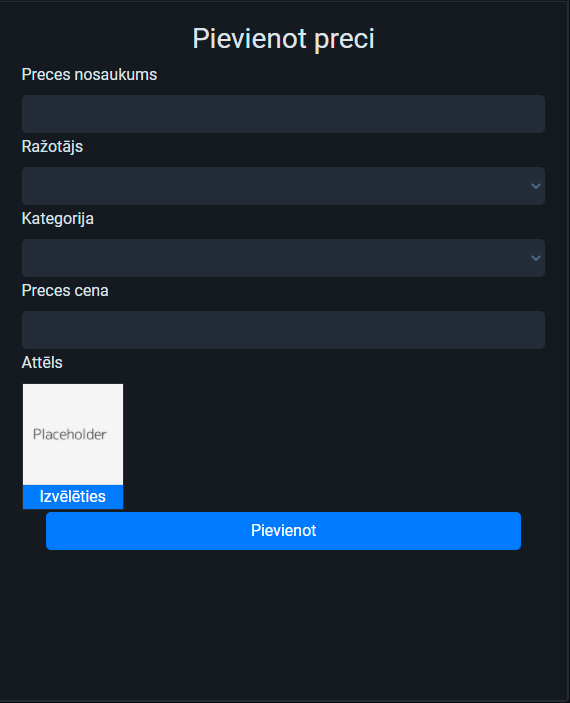 Pievienot preci
Preces nosaukums
Ražotājs
Kategorija
Preces cena
Attēls
Placeholder
Izvēlēties
Pievienot